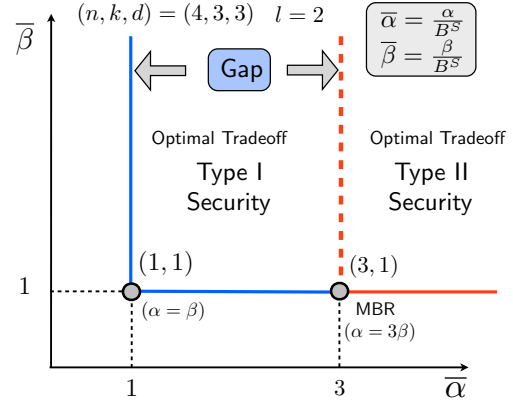 (n, k, d) = (4, 3, 3) l = 2
β̅
α̅ = α/B^S
β̅ = β/B^S
Gap
Optimal Tradeoff
Type I
Security
Optimal Tradeoff
Type II
Security
(1, 1)
(3, 1)
1
(α = β)
MBR
(α = 3β)
1
3
α̅